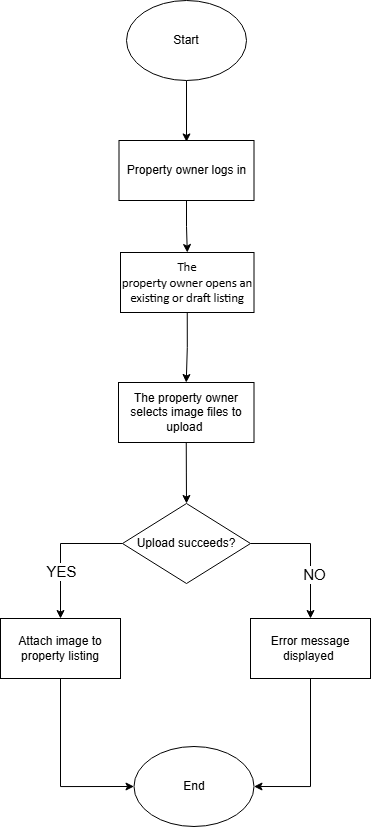 Start
Property owner logs in
The
property owner opens an
existing or draft listing
The property owner
selects image files to
upload
Upload succeeds?
YES
NO
Attach image to
property listing
Error message
displayed
End